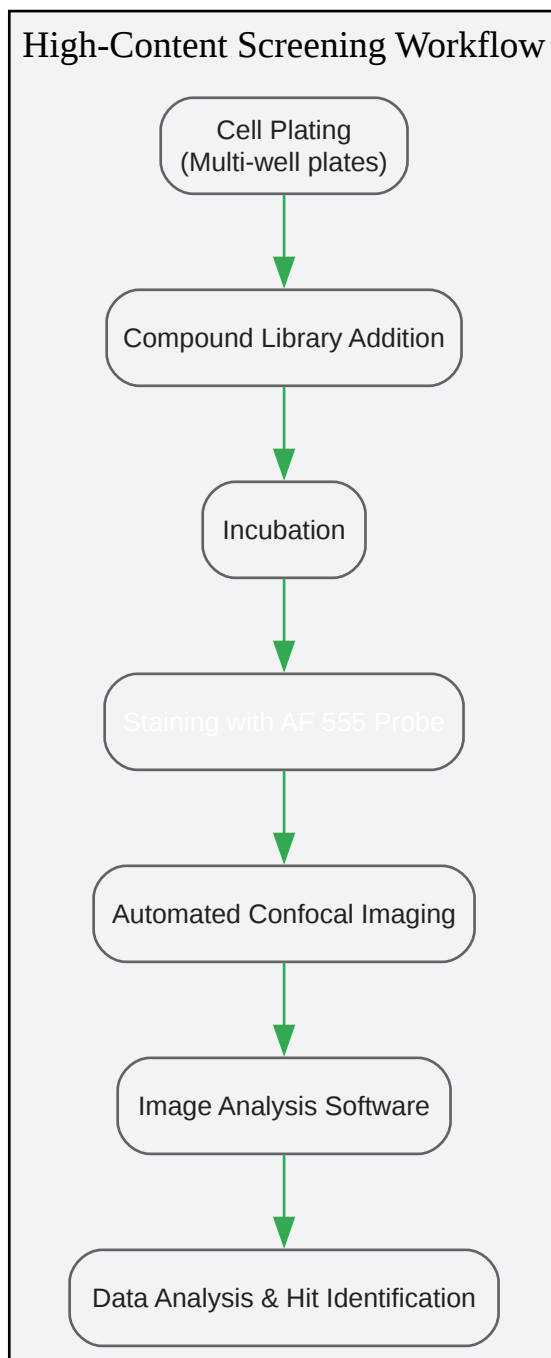 High-Content Screening Workflow
Cell Plating
(Multi-well plates)
Compound Library Addition
Incubation
Staining with AF 555 Probe
Automated Confocal Imaging
Image Analysis Software
Data Analysis & Hit Identification